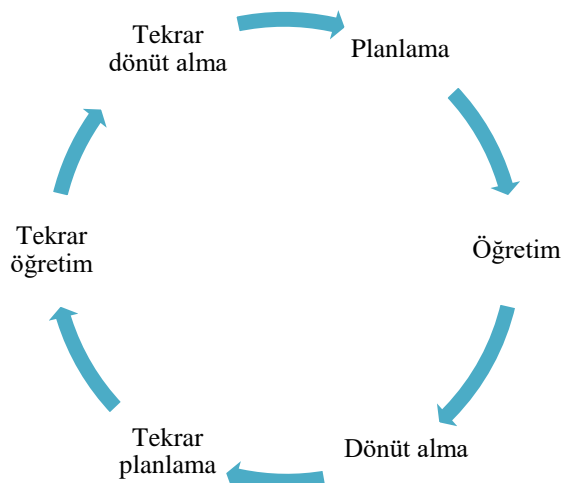 Tekrar
dönüt alma
Planlama
Öğretim
Dönüt alma
Tekrar
planlama
Tekrar
öğretim